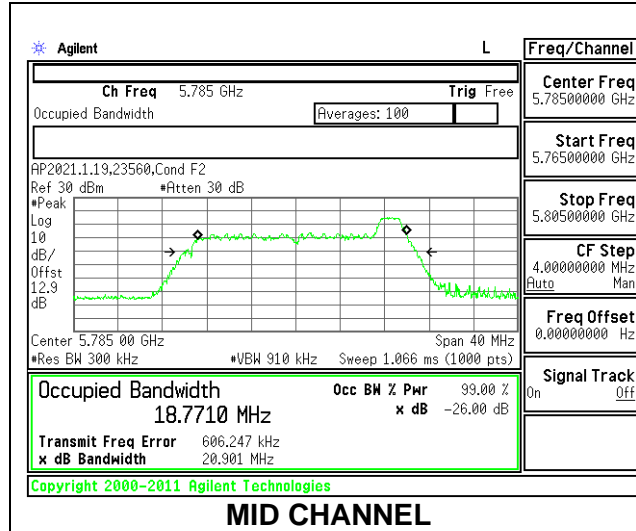 Agilent L Freq/Channel
Ch Freq 5.785 GHz Trig Free
Occupied Bandwidth Averages: 100
AP2021.1.19,23560,Cond F2
Ref 30 dBm #Atten 30 dB
#Peak
Log
10
dB/
Offst
12.9
dB
Center 5.785 00 GHz Span 40 MHz
#Res BW 300 kHz #VBW 910 kHz Sweep 1.066 ms (1000 pts)
Occupied Bandwidth Occ BW % Pwr 99.00 %
18.7710 MHz x dB -26.00 dB
Transmit Freq Error 606.247 kHz
x dB Bandwidth 20.901 MHz
Copyright 2000-2011 Agilent Technologies
Center Freq
5.78500000 GHz
Start Freq
5.76500000 GHz
Stop Freq
5.80500000 GHz
CF Step
4.00000000 MHz
Auto Man
Freq Offset
0.00000000 Hz
Signal Track
On Off
MID CHANNEL